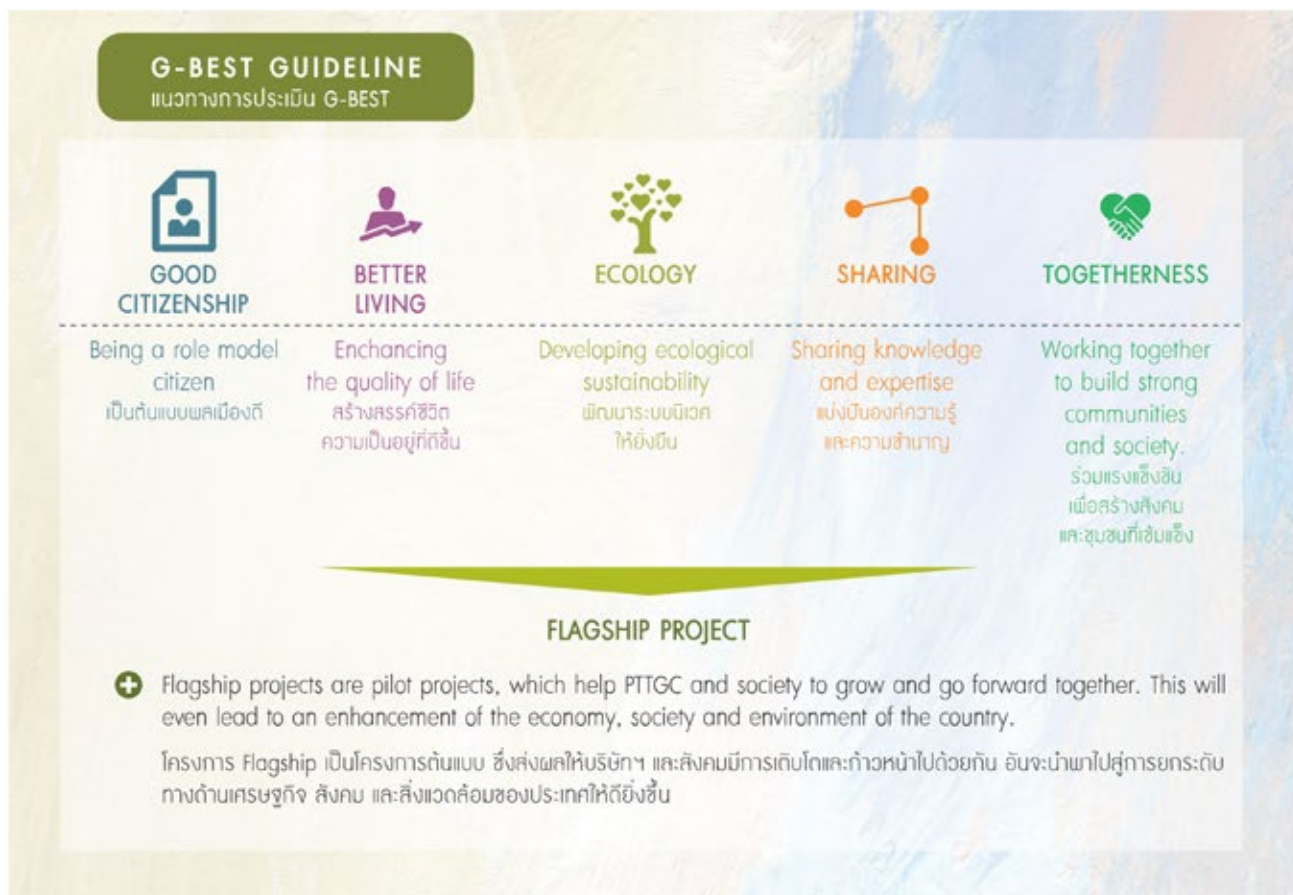 G-BEST GUIDELINE
แนวทางการประเมิน G-BEST
GOOD
CITIZENSHIP
Being a role model
citizen
เป็นต้นแบบพลเมืองดี
BETTER
LIVING
Enchancing
the quality of life
สร้างสรรค์ชีวิต
ความเป็นอยู่ที่ดีขึ้น
ECOLOGY
Developing ecological
sustainability
พัฒนาระบบนิเวศ
ให้ยั่งยืน
SHARING
Sharing knowledge
and expertise
แบ่งปันองค์ความรู้
และความชำนาญ
TOGETHERNESS
Working together
to build strong
communities
and society.
ร่วมแรงแข็งขัน
เพื่อสร้างสังคม
และชุมชนที่เข้มแข็ง
FLAGSHIP PROJECT
Flagship projects are pilot projects, which help PTTGC and society to grow and go forward together. This will
even lead to an enhancement of the economy, society and environment of the country.
โครงการ Flagship เป็นโครงการต้นแบบ ซึ่งส่งผลให้บริษัทฯ และสังคมมีการเติบโตและก้าวหน้าไปด้วยกัน อันจะนำพาไปสู่การยกระดับ
ทางด้านเศรษฐกิจ สังคม และสิ่งแวดล้อมของประเทศให้ดียิ่งขึ้น